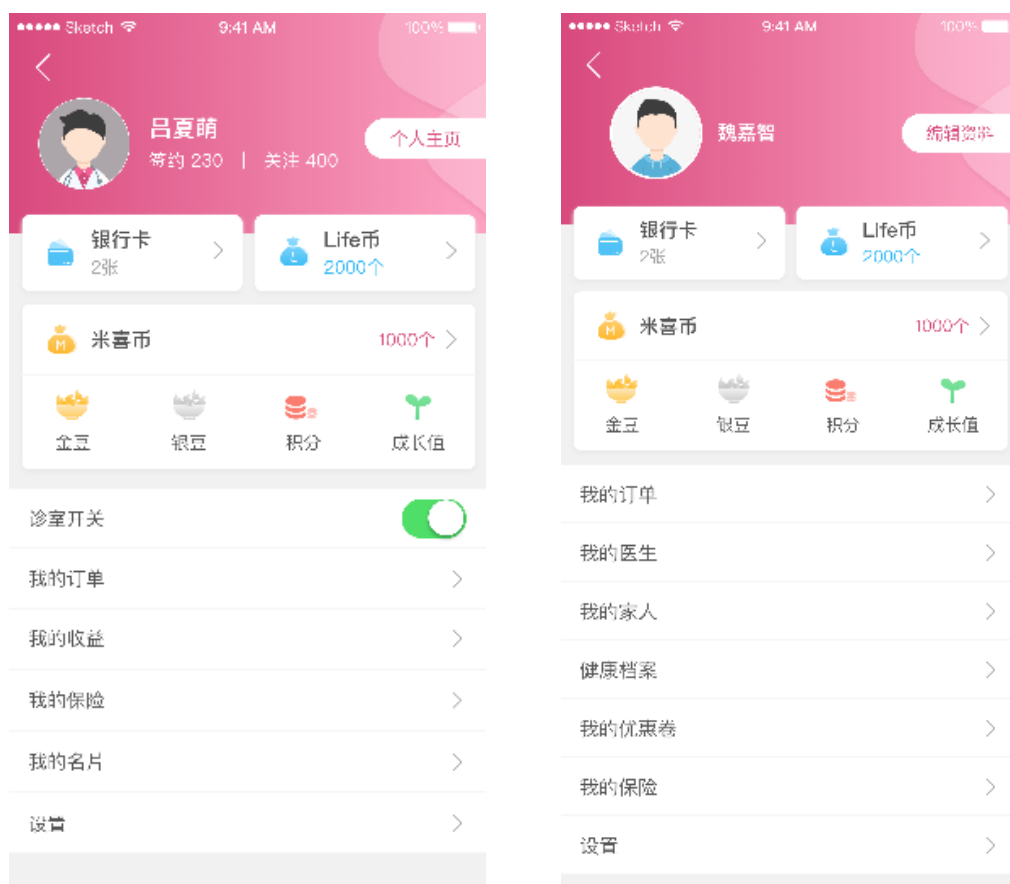 Sketch 9:41 AM 100%
吕夏萌
签约 230 | 关注 400
个人主页
银行卡
2张
Life币
2000个
米喜币
1000个
金豆 银豆 积分 成长值
诊室开关
我的订单
我的收益
我的保险
我的名片
设置
Sketch 9:41 AM 100%
魏嘉智
编辑资料
银行卡
2张
Life币
2000个
米喜币
1000个
金豆 银豆 积分 成长值
我的订单
我的医生
我的家人
健康档案
我的优惠卷
我的保险
设置